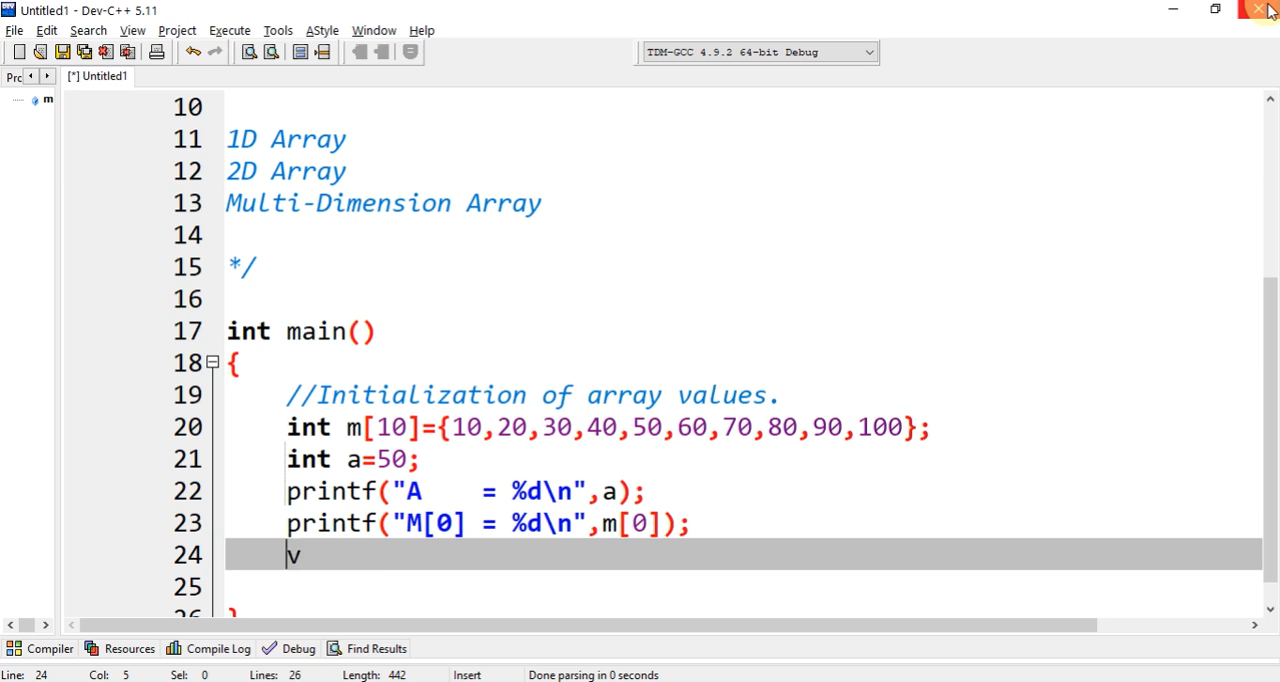 Untitled1 - Dev-C++ 5.11
File Edit Search View Project Execute Tools AStyle Window Help
TDM-GCC 4.9.2 64-bit Debug
Prc [*] Untitled1
m
10
11 1D Array
12 2D Array
13 Multi-Dimension Array
14
15 */
16
17 int main()
18 {
19 //Initialization of array values.
20 int m[10]={10,20,30,40,50,60,70,80,90,100};
21 int a=50;
22 printf("A    = %d\n",a);
23 printf("M[0] = %d\n",m[0]);
24 v
25
26 }
Compiler Resources Compile Log Debug Find Results
Line: 24 Col: 5 Sel: 0 Lines: 26 Length: 442 Insert Done parsing in 0 seconds